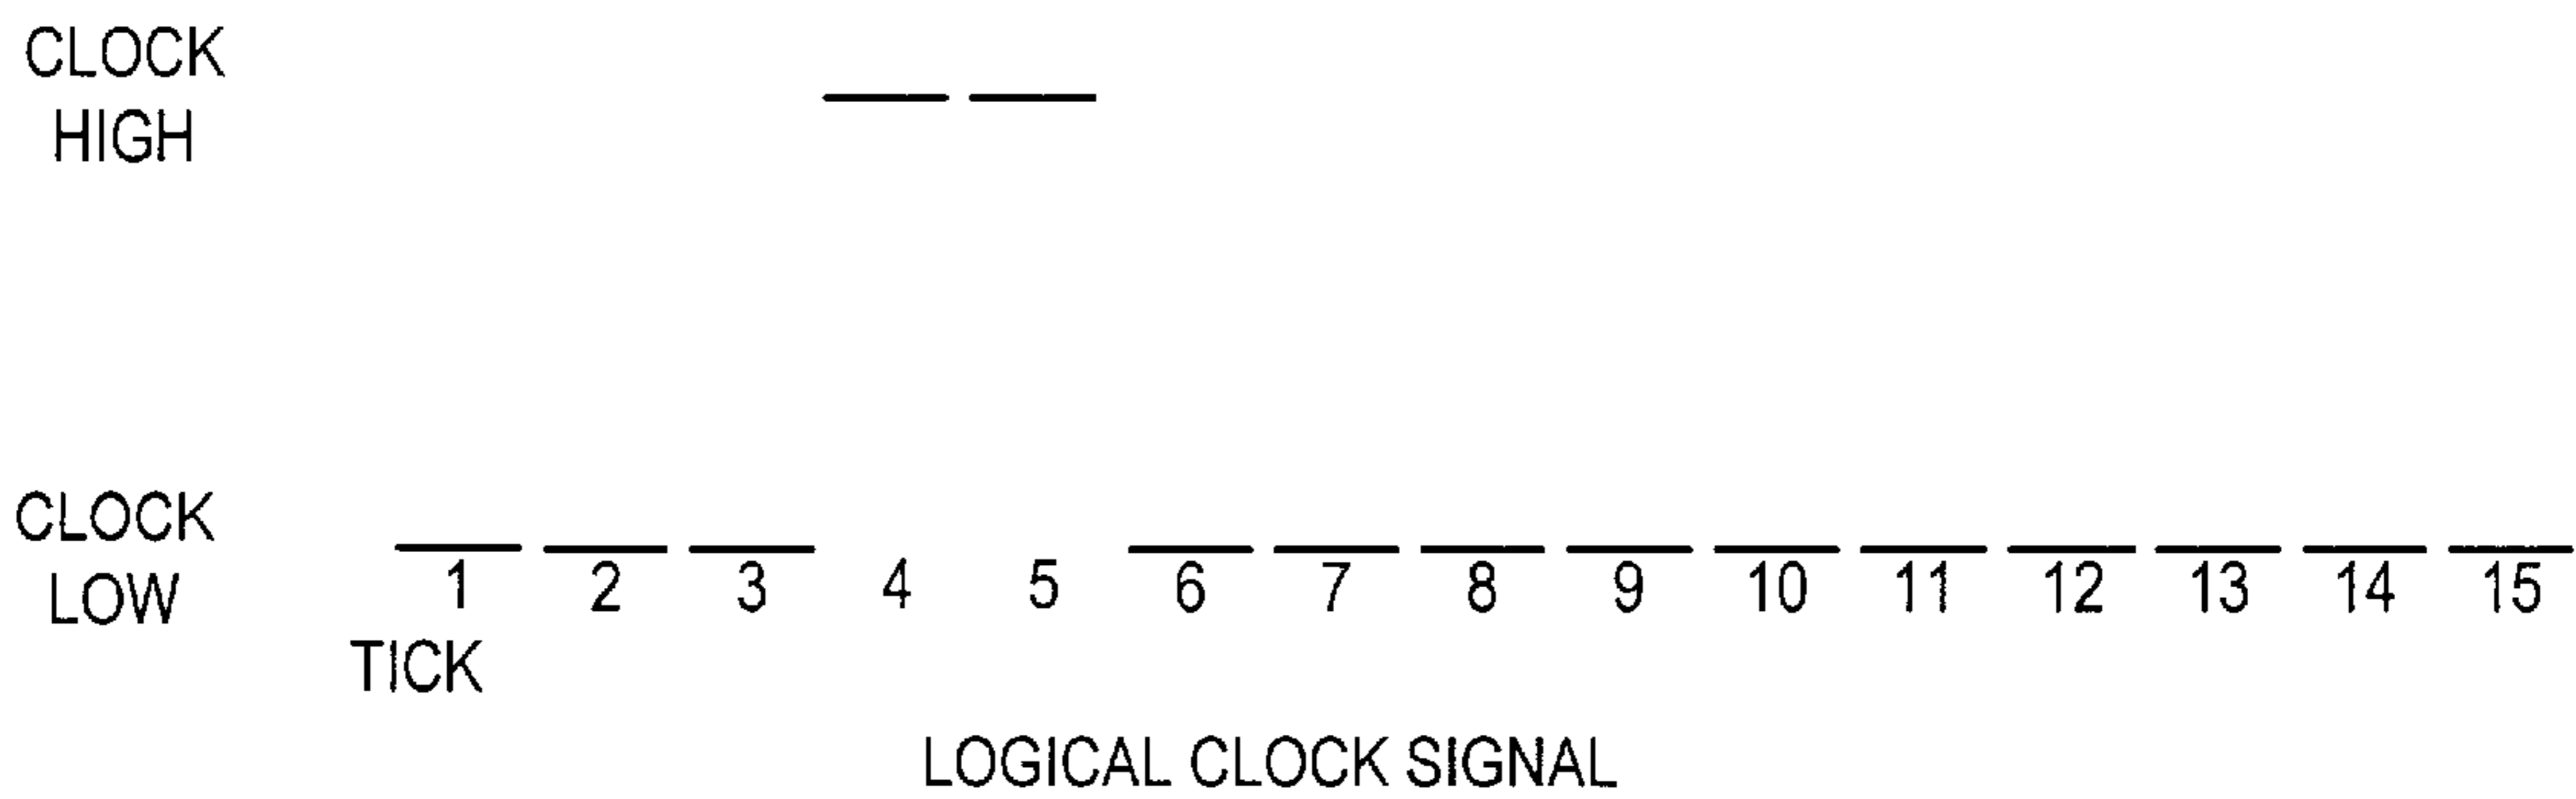 CLOCK
HIGH
CLOCK
LOW
1 2 3 4 5 6 7 8 9 10 11 12 13 14 15
TICK
LOGICAL CLOCK SIGNAL